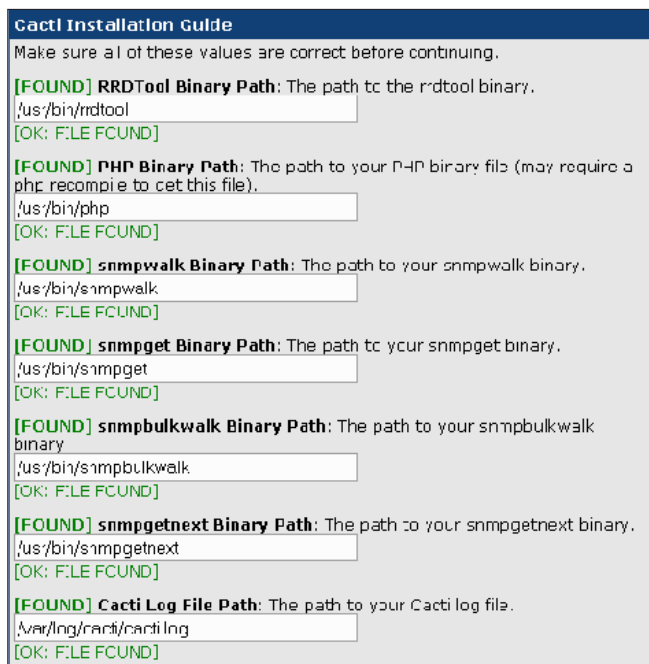 Cacti Installation Guide
Make sure all of these values are correct before continuing.
[FOUND] RRDTool Binary Path: The path to the rrdtool binary.
/usr/bin/rrdtool
[OK: FILE FOUND]
[FOUND] PHP Binary Path: The path to your PHP binary file (may require a
php recompile to get this file).
/usr/bin/php
[OK: FILE FOUND]
[FOUND] snmpwalk Binary Path: The path to your snmpwalk binary.
/usr/bin/snmpwalk
[OK: FILE FOUND]
[FOUND] snmpget Binary Path: The path to your snmpget binary.
/usr/bin/snmpget
[OK: FILE FOUND]
[FOUND] snmpbulkwalk Binary Path: The path to your snmpbulkwalk
binary
/usr/bin/snmpbulkwalk
[OK: FILE FOUND]
[FOUND] snmpgetnext Binary Path: The path to your snmpgetnext binary.
/usr/bin/snmpgetnext
[OK: FILE FOUND]
[FOUND] Cacti Log File Path: The path to your Cacti log file.
/var/log/cacti/cacti.log
[OK: FILE FOUND]